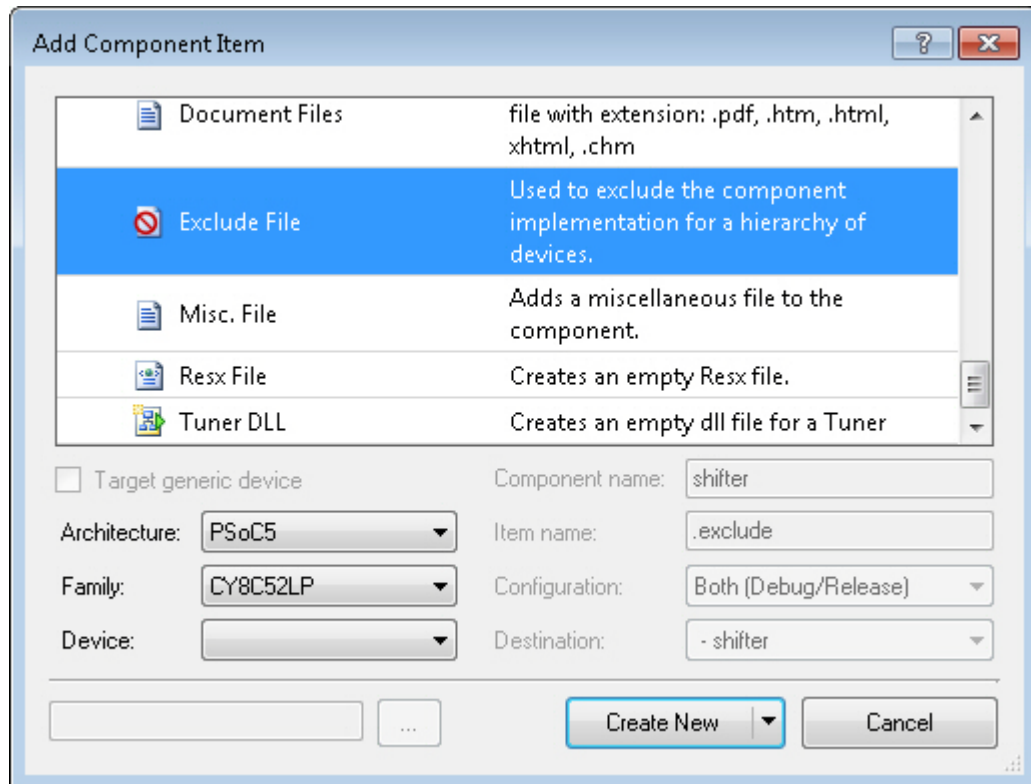 Add Component Item
Document Files
file with extension: .pdf, .htm, .html,
xhtml, .chm
Exclude File
Used to exclude the component
implementation for a hierarchy of
devices.
Misc. File
Adds a miscellaneous file to the
component.
Resx File
Creates an empty Resx file.
Tuner DLL
Creates an empty dll file for a Tuner
Target generic device
Component name:
shifter
Architecture:
PSoC5
Item name:
.exclude
Family:
CY8C52LP
Configuration:
Both (Debug/Release)
Device:
Destination:
- shifter
...
Create New
Cancel